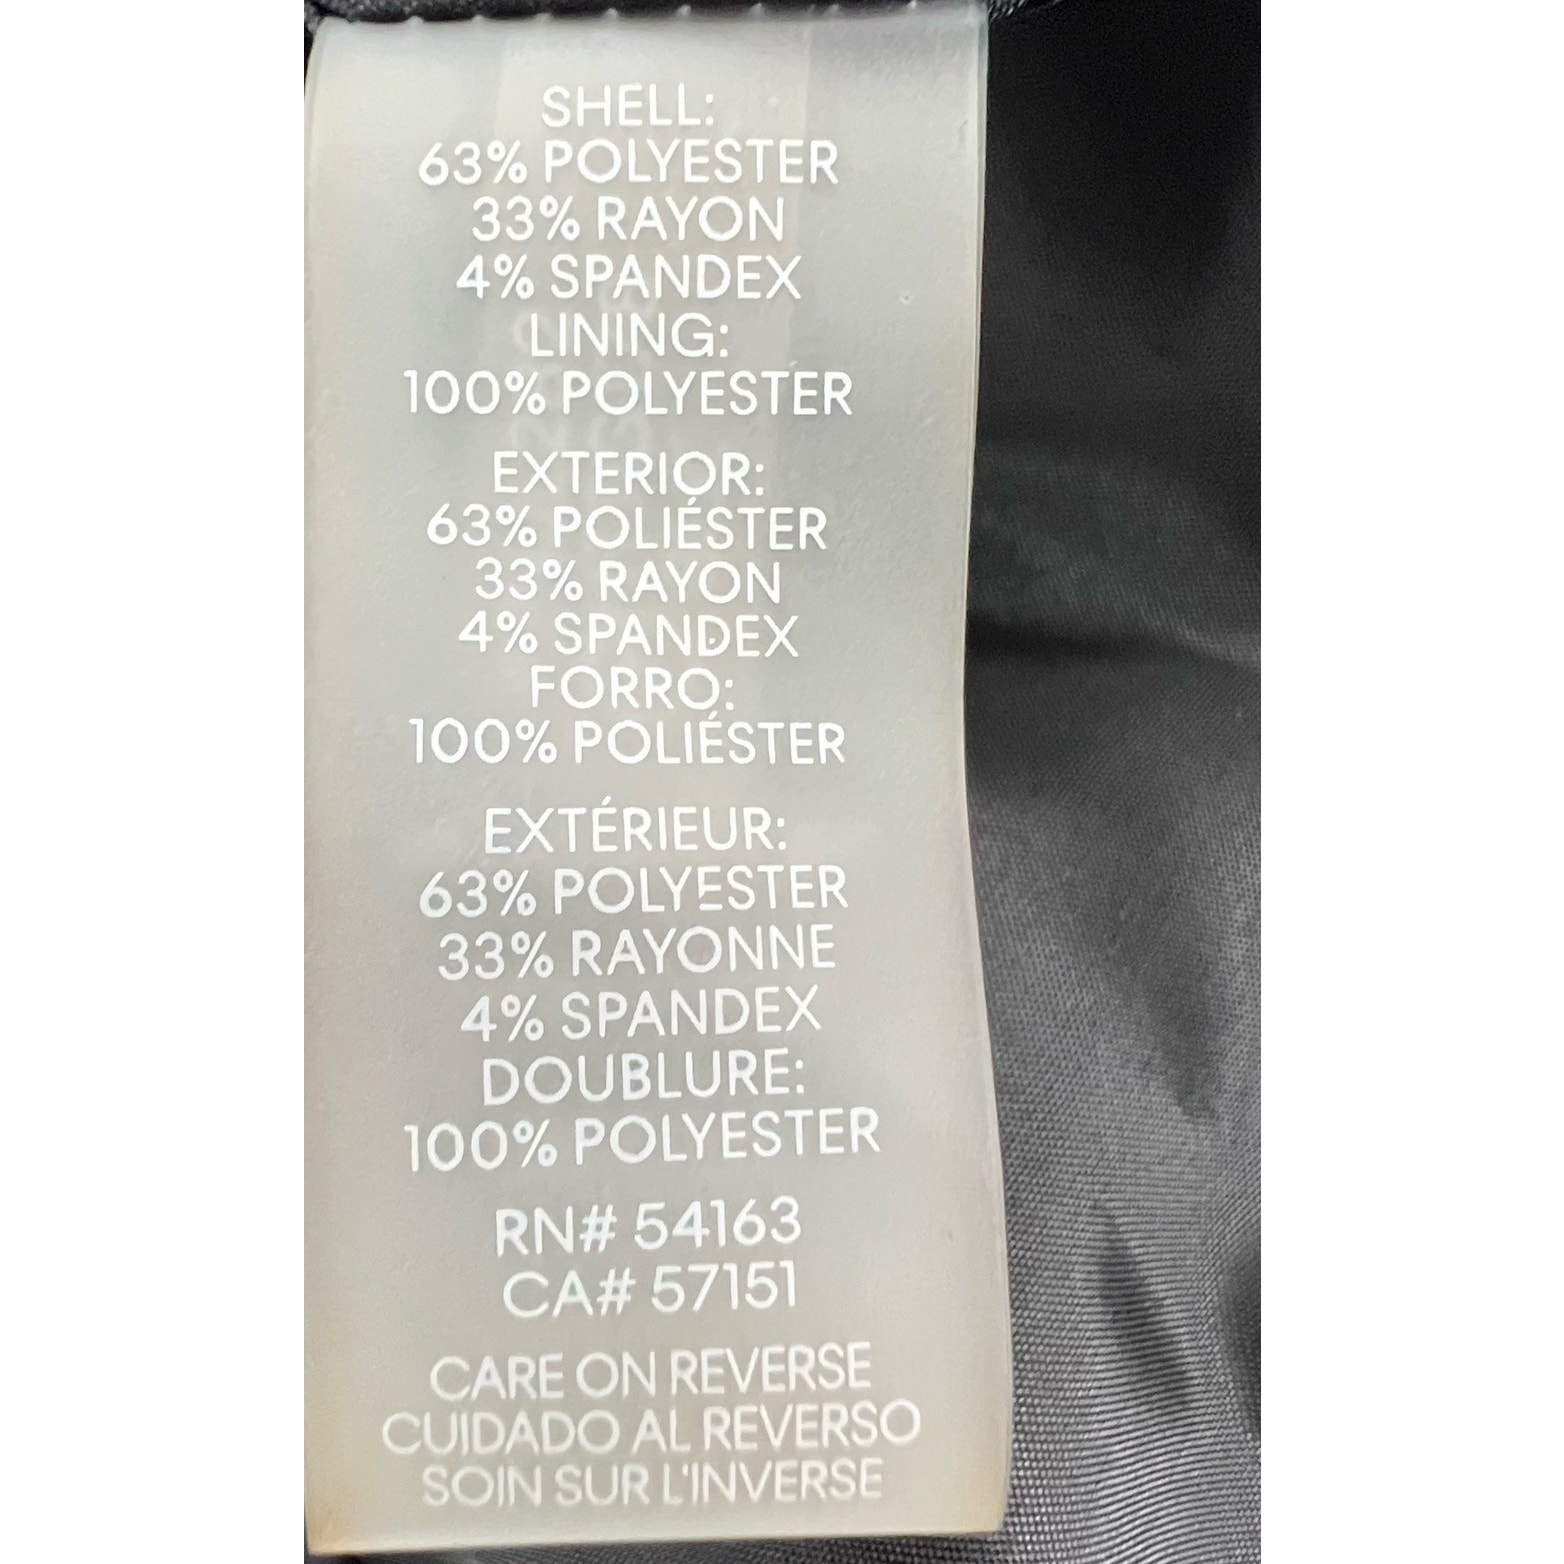 SHELL:
63% POLYESTER
33% RAYON
4% SPANDEX
LINING:
100% POLYESTER
EXTERIOR:
63% POLIÉSTER
33% RAYON
4% SPANDEX
FORRO:
100% POLIÉSTER
EXTÉRIEUR:
63% POLYESTER
33% RAYONNE
4% SPANDEX
DOUBLURE:
100% POLYESTER
RN# 54163
CA# 57151
CARE ON REVERSE
CUIDADO AL REVERSO
SOIN SUR L'INVERSE